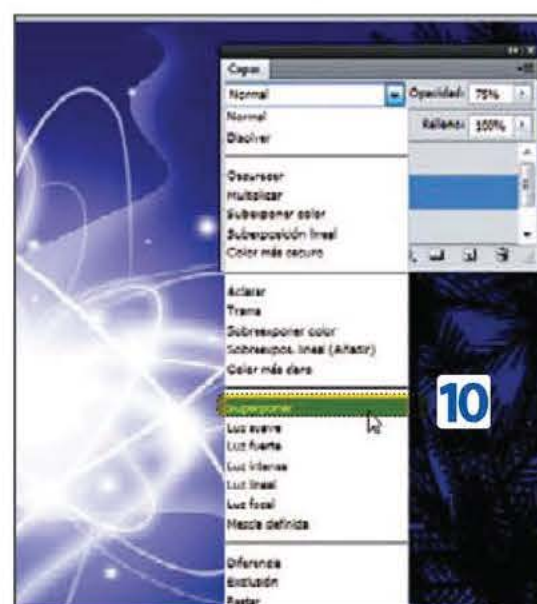 Capas
Normal
Opacidad: 75%
Normal
Relleno: 100%
Disolver
Oscurecer
Multiplicar
Subexponer color
Subexposición lineal
Color más oscuro
Aclarar
Trama
Sobreexponer color
Sobreexpos. lineal (Añadir)
Color más claro
Superponer
10
Luz suave
Luz fuerte
Luz intensa
Luz lineal
Luz focal
Mezcla definida
Diferencia
Exclusión
Restar